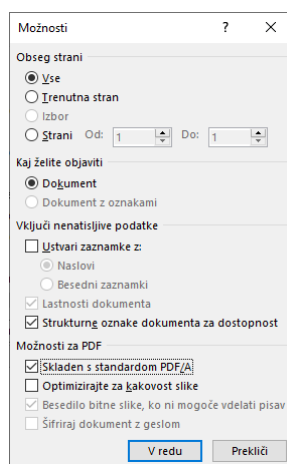 Možnosti ? ×
Obseg strani
Vse
Trenutna stran
Izbor
Strani Od: 1 Do: 1
Kaj želite objaviti
Dokument
Dokument z oznakami
Vključi nenatisljive podatke
Ustvari zaznamke z:
Naslovi
Besedni zaznamki
Lastnosti dokumenta
Strukturne oznake dokumenta za dostopnost
Možnosti za PDF
Skladen s standardom PDF/A
Optimizirajte za kakovost slike
Besedilo bitne slike, ko ni mogoče vdelati pisav
Šifriraj dokument z geslom
V redu Prekliči